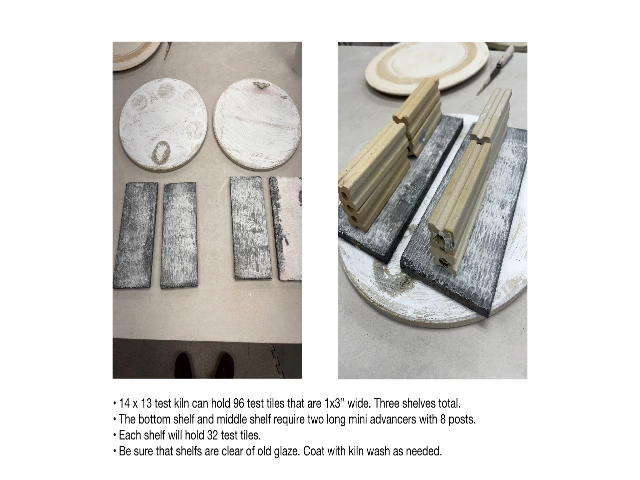 • 14 x 13 test kiln can hold 96 test tiles that are 1x3” wide. Three shelves total.
• The bottom shelf and middle shelf require two long mini advancers with 8 posts.
• Each shelf will hold 32 test tiles.
• Be sure that shelfs are clear of old glaze. Coat with kiln wash as needed.